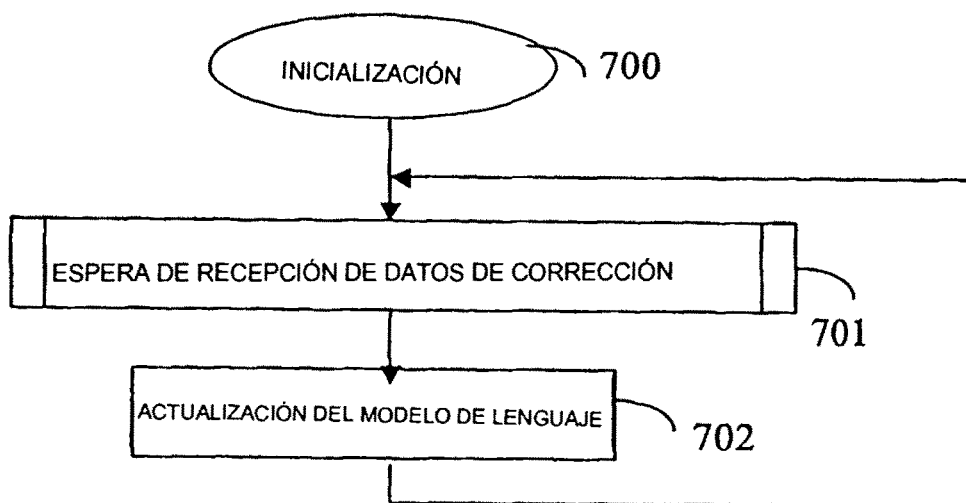 INICIALIZACIÓN
700
ESPERA DE RECEPCIÓN DE DATOS DE CORRECCIÓN
701
ACTUALIZACIÓN DEL MODELO DE LENGUAJE
702